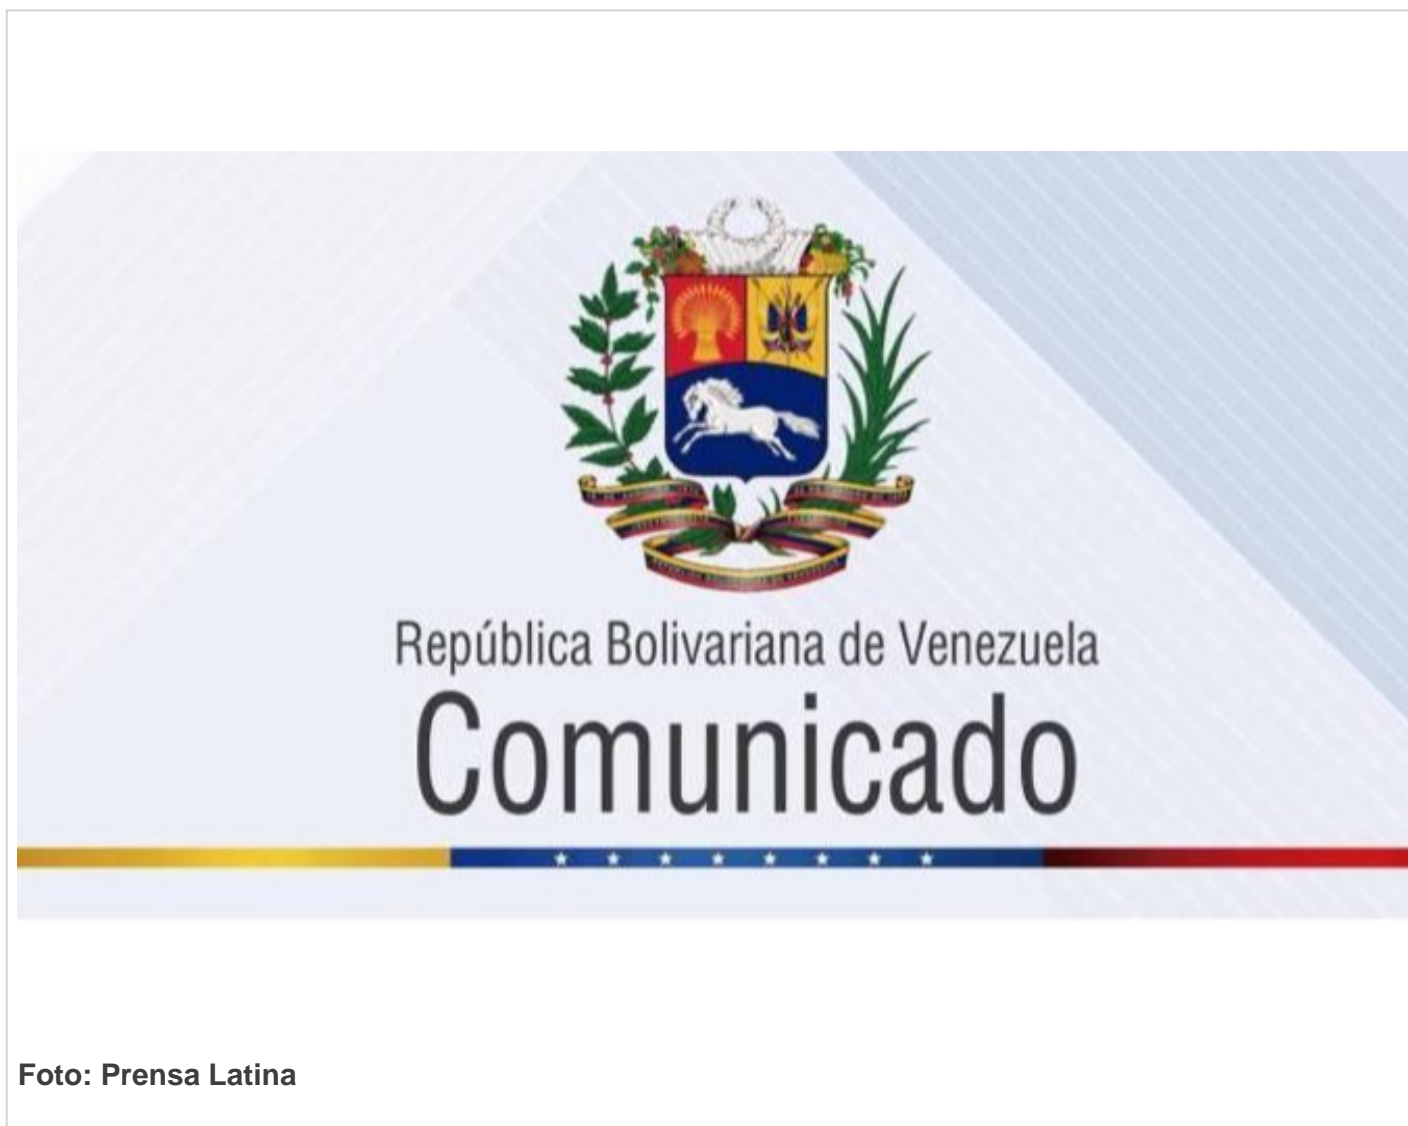 República Bolivariana de Venezuela
Comunicado
Foto: Prensa Latina